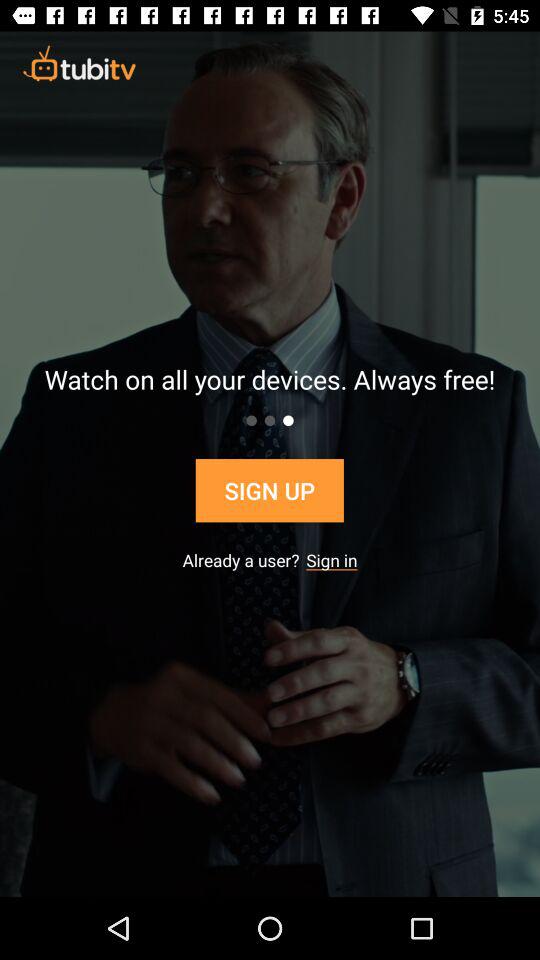 5:45
tubitv
Watch on all your devices. Always free!
SIGN UP
Already a user? Sign in